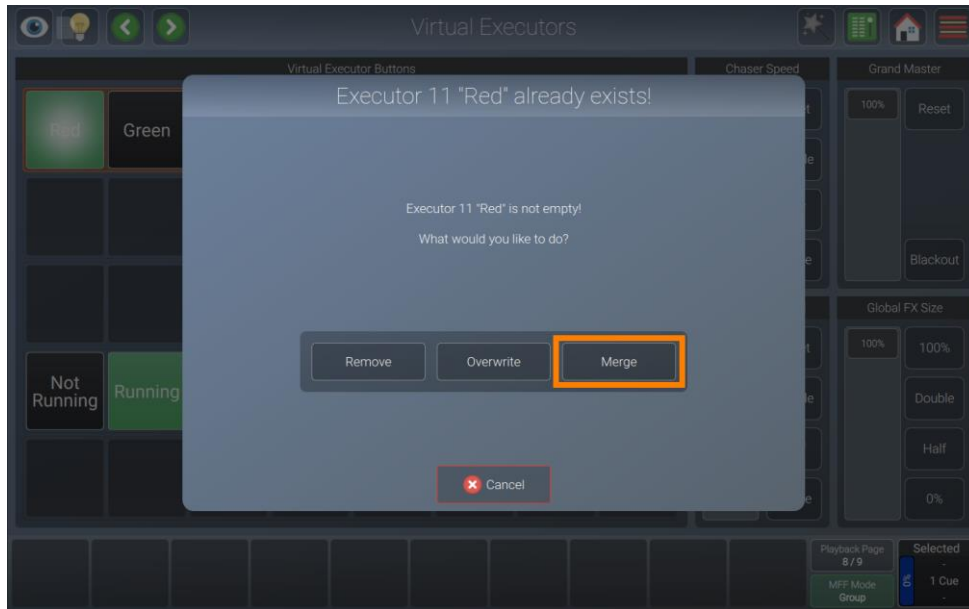 Virtual Executors
Virtual Executor Buttons
Chaser Speed
Grand Master
Executor 11 "Red" already exists!
Red
Green
100%
Reset
Executor 11 "Red" is not empty!
What would you like to do?
Blackout
Global FX Size
Remove
Overwrite
Merge
100%
100%
Not
Running
Running
Double
Half
Cancel
0%
Playback Page
8 / 9
MFF Mode
Group
Selected
-
1 Cue
-